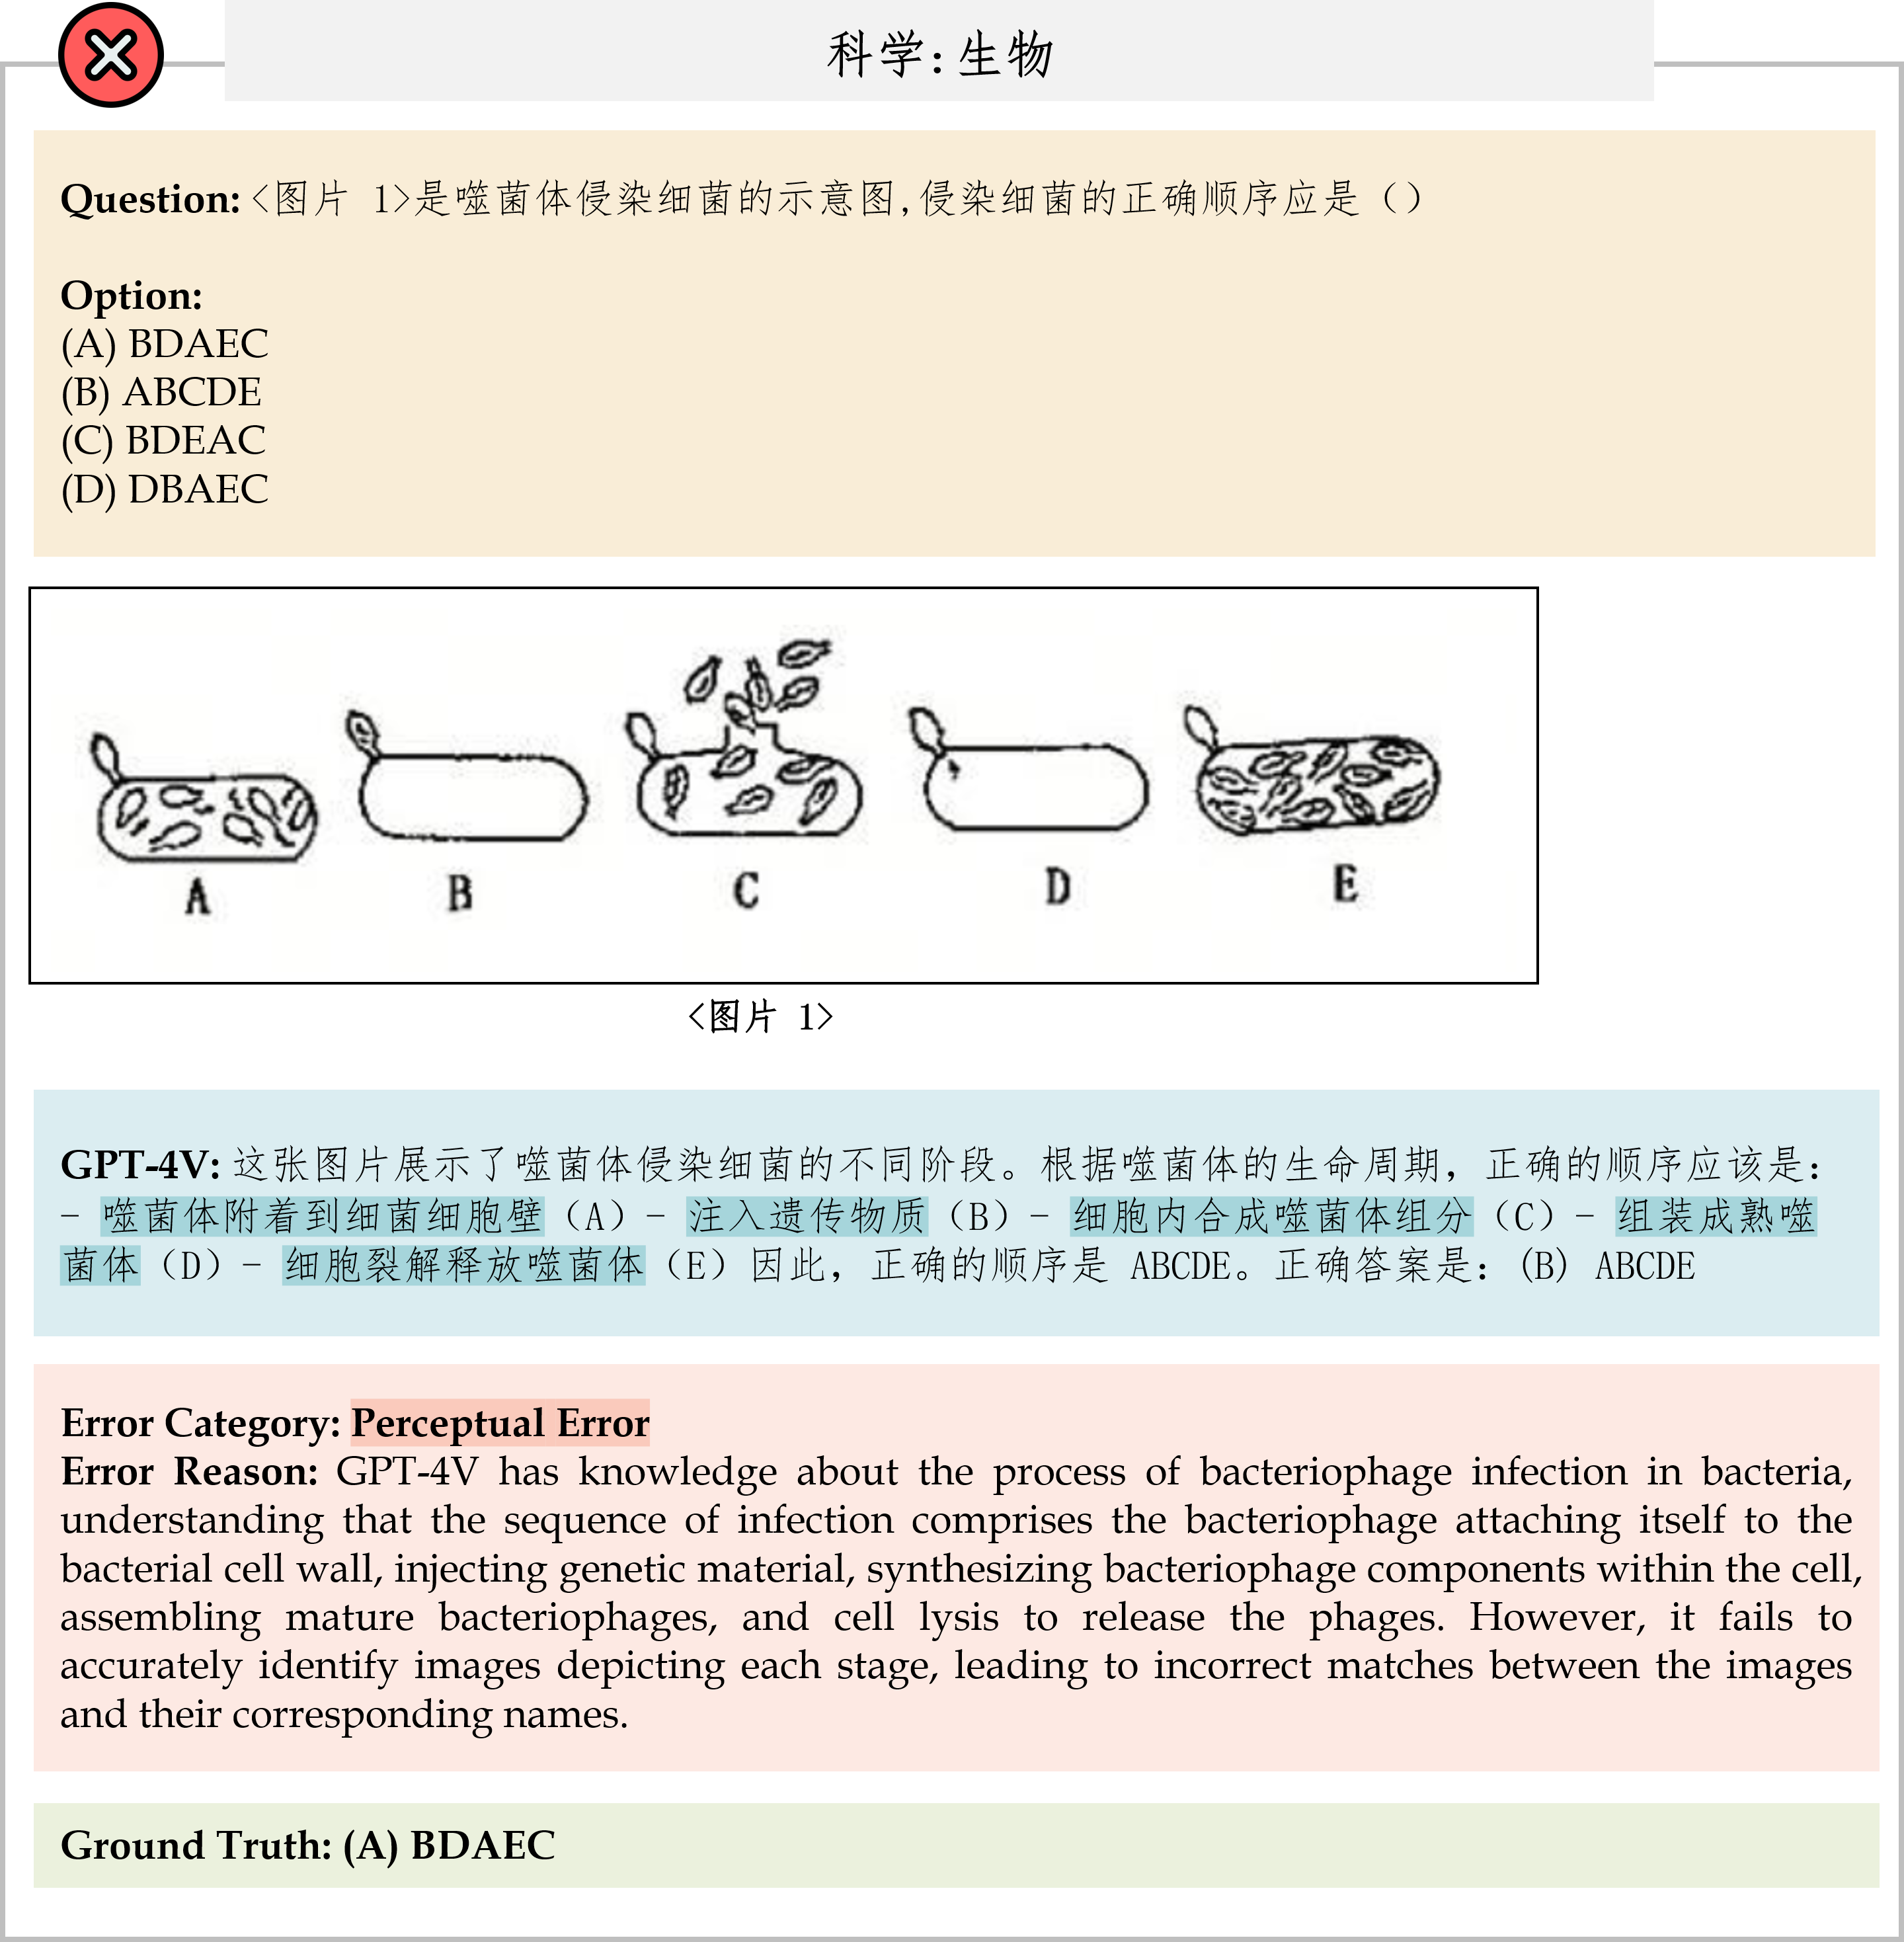 科学:生物
Question: <图片 1>是噬菌体侵染细菌的示意图,侵染细菌的正确顺序应是（）
Option:
(A) BDAEC
(B) ABCDE
(C) BDEAC
(D) DBAEC
A B C D E
<图片 1>
GPT-4V: 这张图片展示了噬菌体侵染细菌的不同阶段。根据噬菌体的生命周期，正确的顺序应该是：
- 噬菌体附着到细菌细胞壁（A）- 注入遗传物质（B）- 细胞内合成噬菌体组分（C）- 组装成熟噬
菌体（D）- 细胞裂解释放噬菌体（E）因此，正确的顺序是 ABCDE。正确答案是：(B) ABCDE
Error Category: Perceptual Error
Error Reason: GPT-4V has knowledge about the process of bacteriophage infection in bacteria,
understanding that the sequence of infection comprises the bacteriophage attaching itself to the
bacterial cell wall, injecting genetic material, synthesizing bacteriophage components within the cell,
assembling mature bacteriophages, and cell lysis to release the phages. However, it fails to
accurately identify images depicting each stage, leading to incorrect matches between the images
and their corresponding names.
Ground Truth: (A) BDAEC